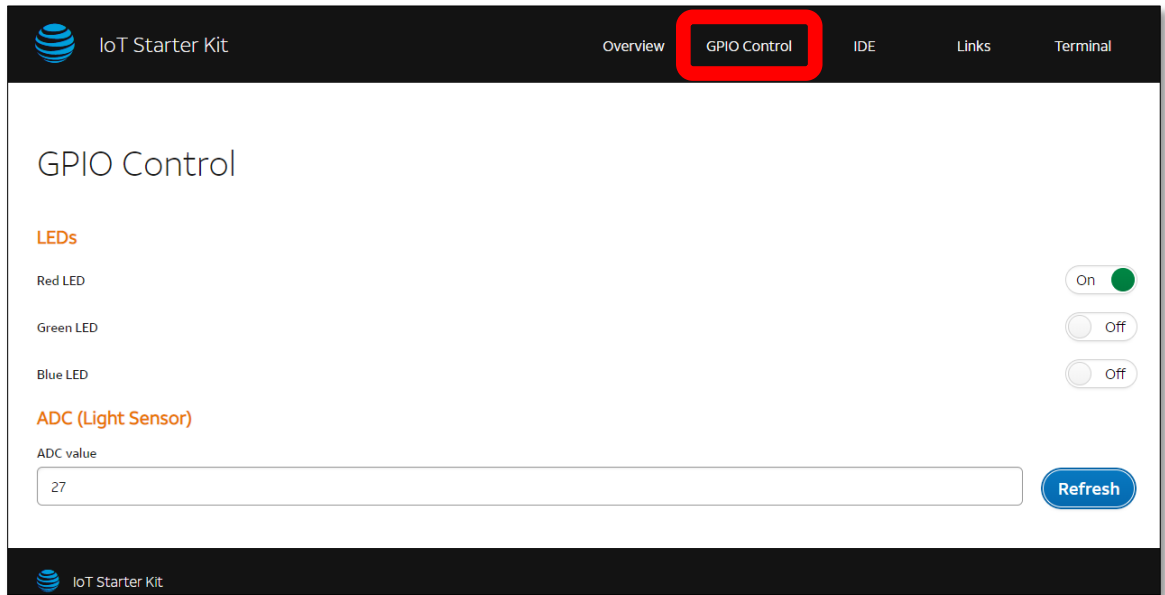 IoT Starter Kit Overview GPIO Control IDE Links Terminal
GPIO Control
LEDs
Red LED On
Green LED Off
Blue LED Off
ADC (Light Sensor)
ADC value
27 Refresh
IoT Starter Kit